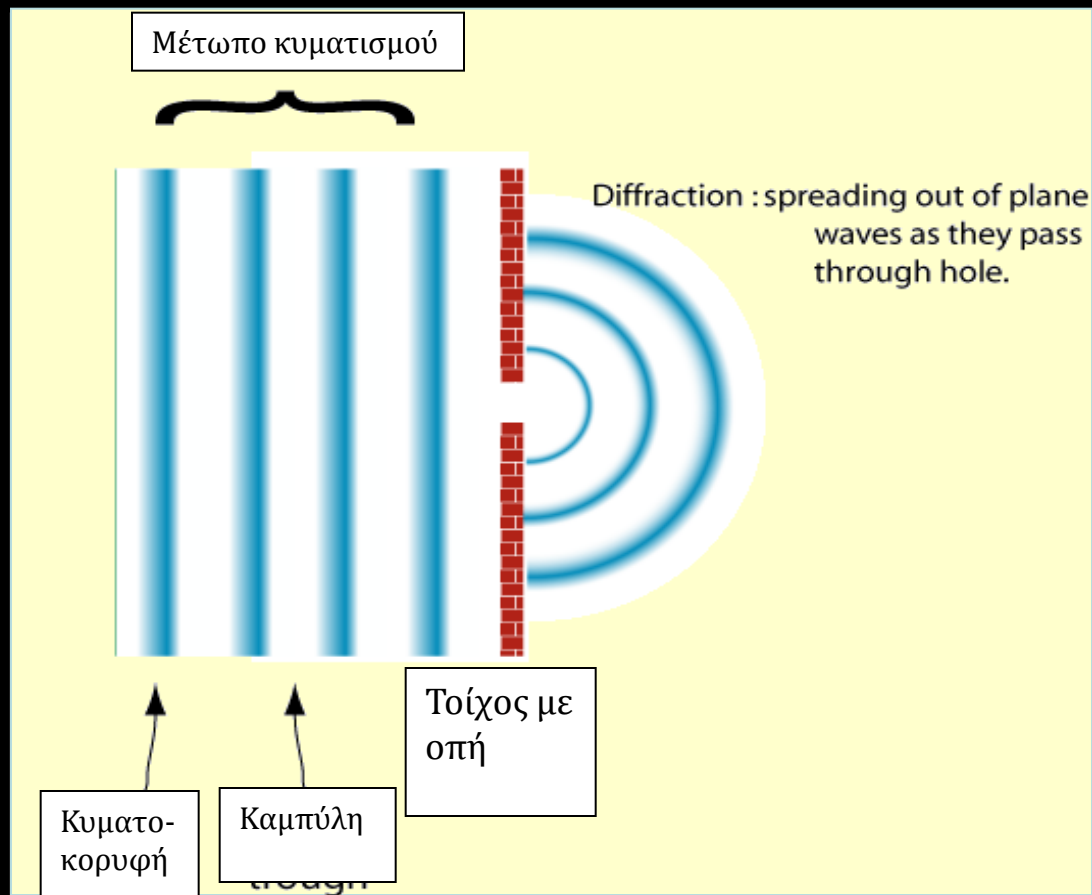 Μέτωπο κυματισμού
Diffraction : spreading out of plane
waves as they pass
through hole.
Τοίχος με
οπή
Κυματο-
κορυφή
Καμπύλη
trough